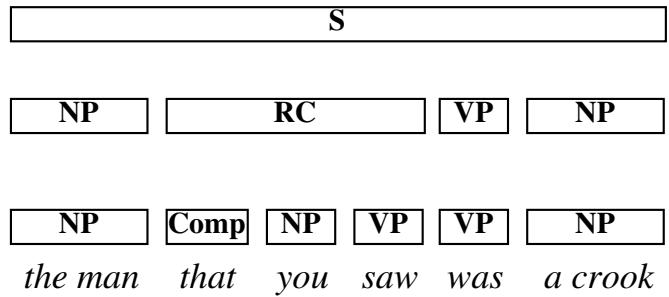 S
NP RC VP NP
NP Comp NP VP VP NP
the man that you saw was a crook